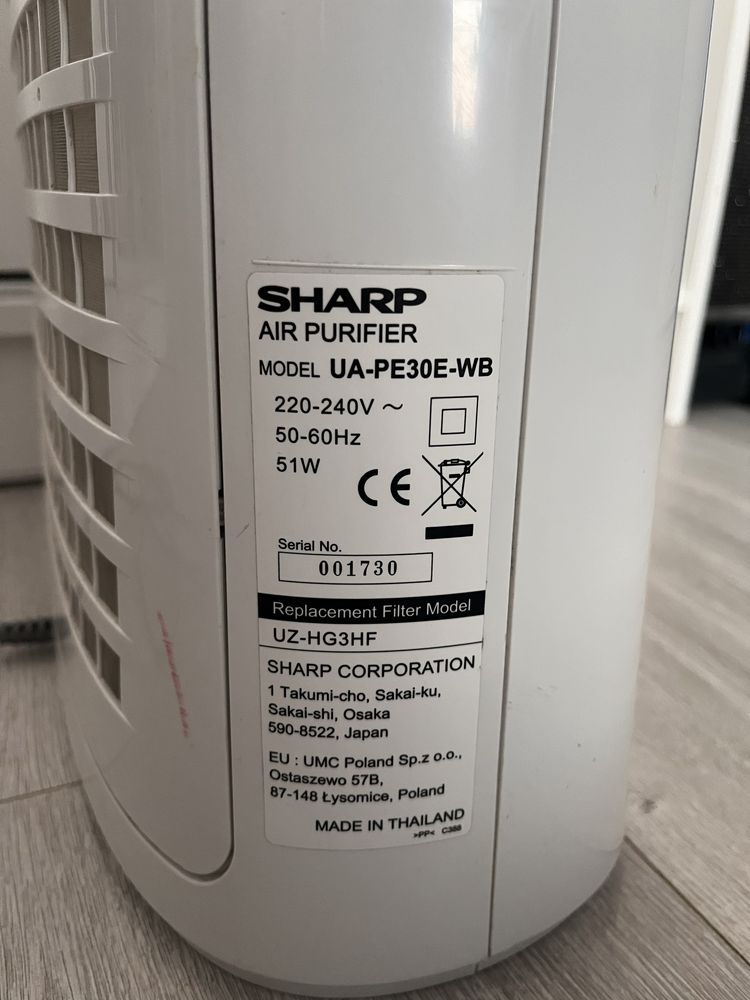 SHARP
AIR PURIFIER
MODEL UA-PE30E-WB
220-240V ~
50-60Hz
51W
CE
Serial No.
001730
Replacement Filter Model
UZ-HG3HF
SHARP CORPORATION
1 Takumi-cho, Sakai-ku,
Sakai-shi, Osaka
590-8522, Japan
EU : UMC Poland Sp.z o.o.,
Ostaszewo 57B,
87-148 Łysomice, Poland
MADE IN THAILAND
>PP< C388